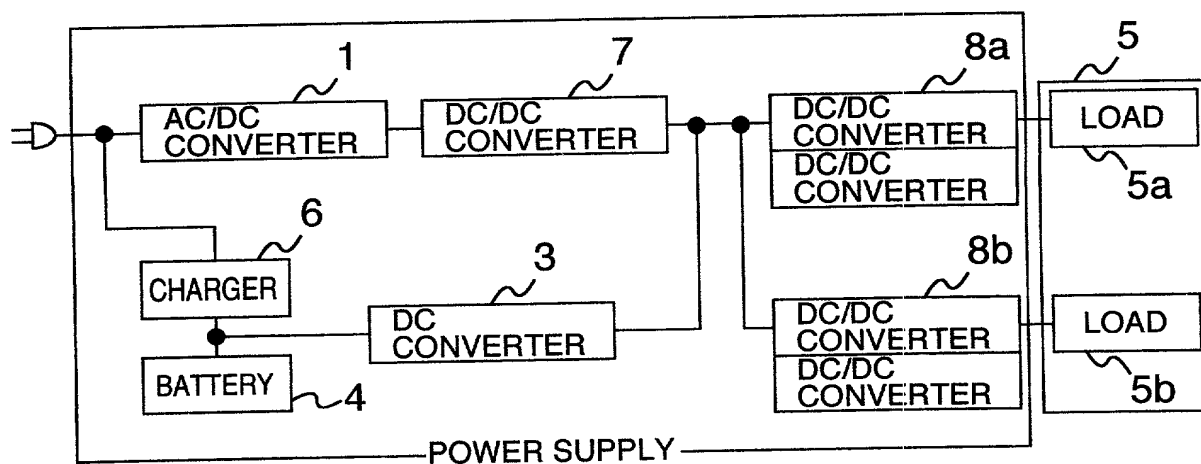 1
7
8a
5
AC/DC
CONVERTER
DC/DC
CONVERTER
DC/DC
CONVERTER
DC/DC
CONVERTER
LOAD
5a
6
CHARGER
3
DC
CONVERTER
8b
DC/DC
CONVERTER
DC/DC
CONVERTER
LOAD
5b
BATTERY
4
POWER SUPPLY